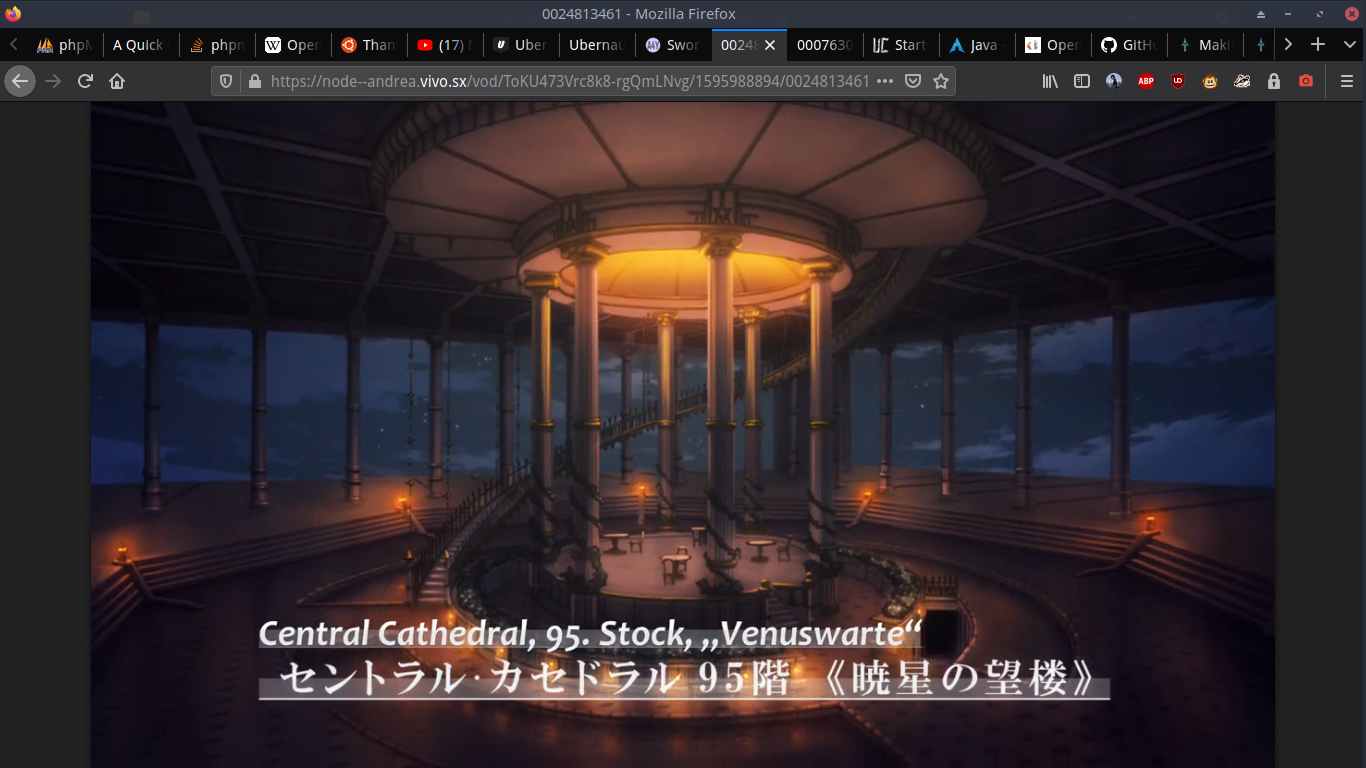 0024813461 - Mozilla Firefox
phpM
A Quick
phpn
Oper
Than
(17)
Uber
Ubernau
Swor
0024
0007630
Start
Java -
Oper
GitHu
Maki
https://node--andrea.vivo.sx/vod/ToKU473Vrc8k8-rgQmLNvg/1595988894/0024813461
ABP
Central Cathedral, 95. Stock, „Venuswarte“
セントラル・カセドラル 95階 《暁星の望楼》